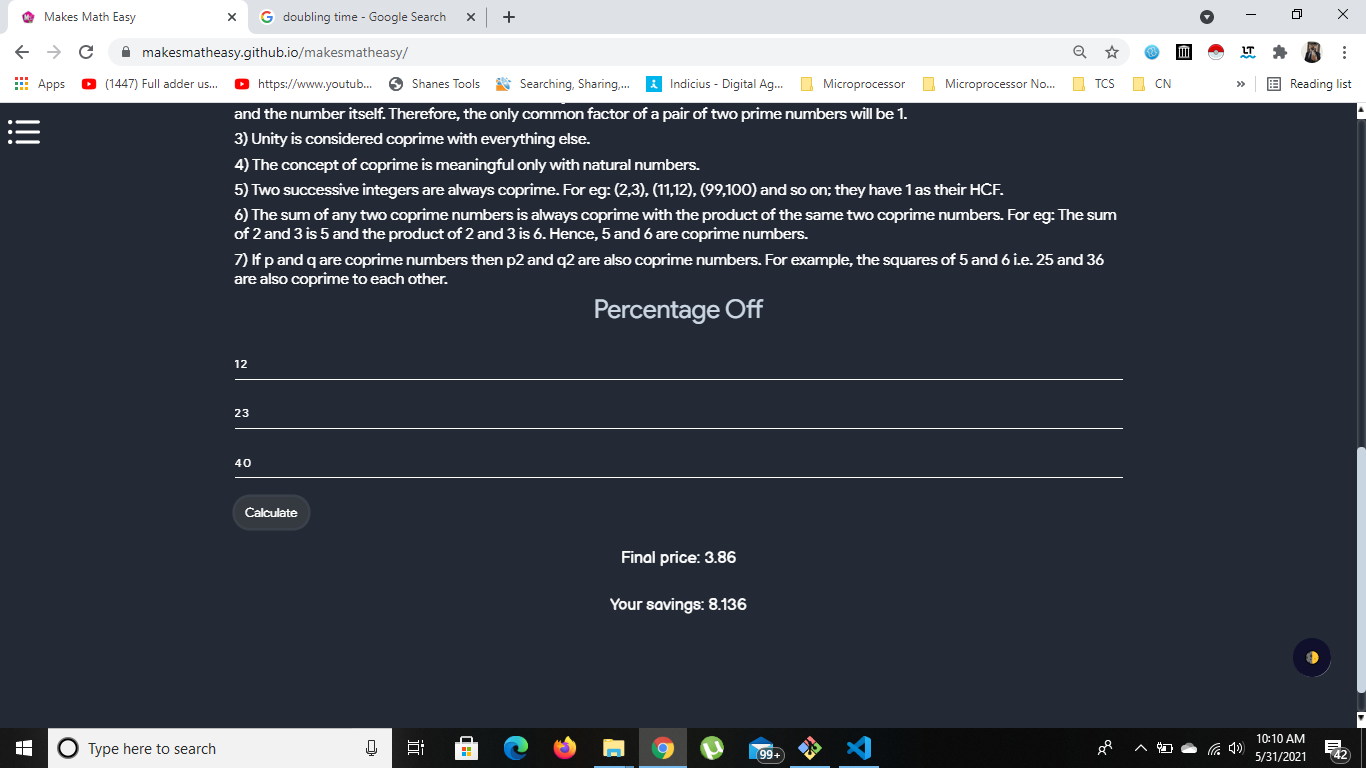 Makes Math Easy
doubling time - Google Search
makesmatheasy.github.io/makesmatheasy/
Apps
(1447) Full adder us...
https://www.youtub...
Shanes Tools
Searching, Sharing,...
Indicius - Digital Ag...
Microprocessor
Microprocessor No...
TCS
CN
»
Reading list
and the number itself. Therefore, the only common factor of a pair of two prime numbers will be 1.
3) Unity is considered coprime with everything else.
4) The concept of coprime is meaningful only with natural numbers.
5) Two successive integers are always coprime. For eg: (2,3), (11,12), (99,100) and so on; they have 1 as their HCF.
6) The sum of any two coprime numbers is always coprime with the product of the same two coprime numbers. For eg: The sum
of 2 and 3 is 5 and the product of 2 and 3 is 6. Hence, 5 and 6 are coprime numbers.
7) If p and q are coprime numbers then p2 and q2 are also coprime numbers. For example, the squares of 5 and 6 i.e. 25 and 36
are also coprime to each other.
Percentage Off
12
23
40
Calculate
Final price: 3.86
Your savings: 8.136
Type here to search
99+
10:10 AM
5/31/2021
42